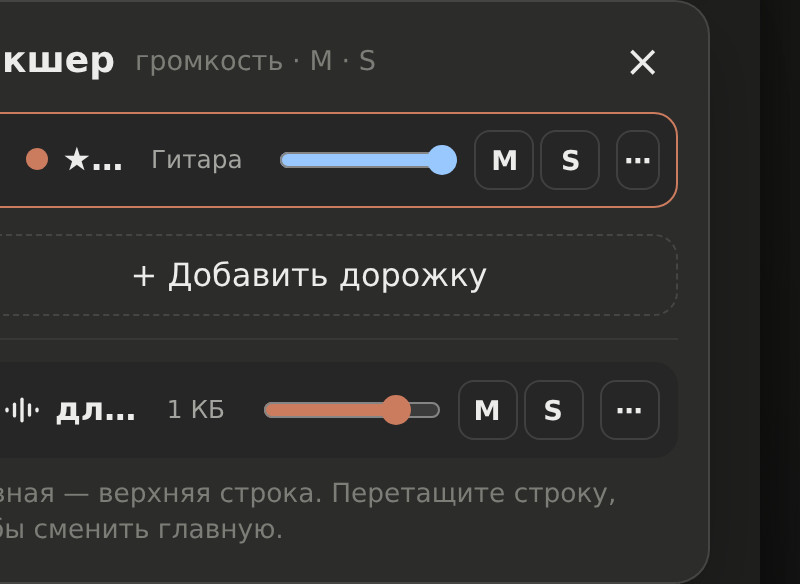 кшер громкость · M · S ×
★... Гитара M S ...
+ Добавить дорожку
дл... 1 КБ M S ...
вная — верхняя строка. Перетащите строку,
бы сменить главную.